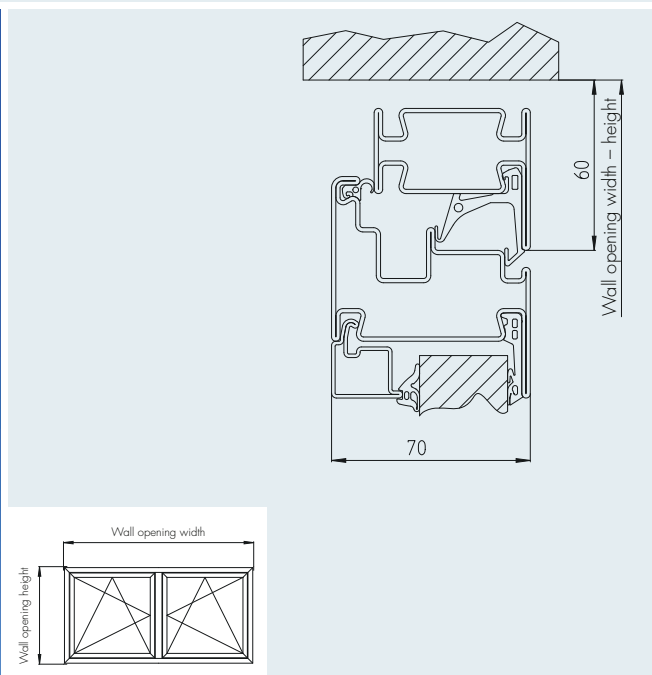 60
Wall opening width – height
70
Wall opening width
Wall opening height